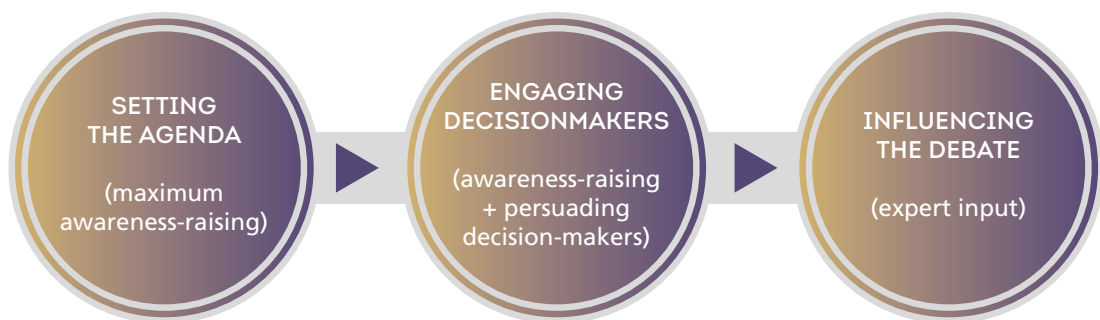 SETTING
THE AGENDA
(maximum
awareness-raising)
ENGAGING
DECISIONMAKERS
(awareness-raising
+ persuading
decision-makers)
INFLUENCING
THE DEBATE
(expert input)